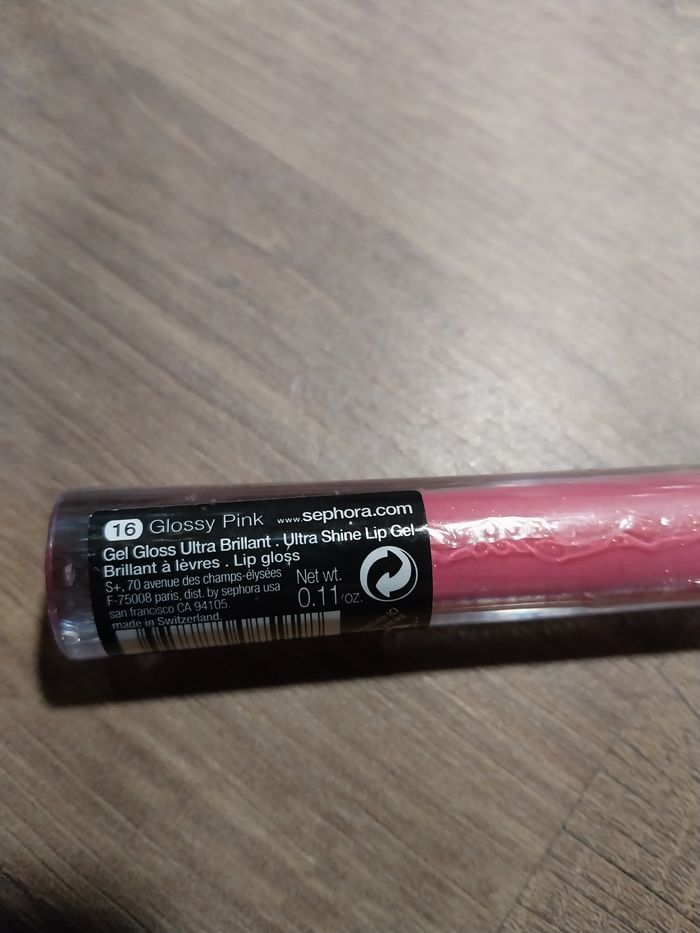 16 Glossy Pink www.sephora.com
Gel Gloss Ultra Brillant . Ultra Shine Lip Gel
Brillant à lèvres . Lip gloss
S+, 70 avenue des champs-élysées
F-75008 paris, dist. by sephora usa
san francisco CA 94105.
made in Switzerland.
Net wt.
0.11 oz.